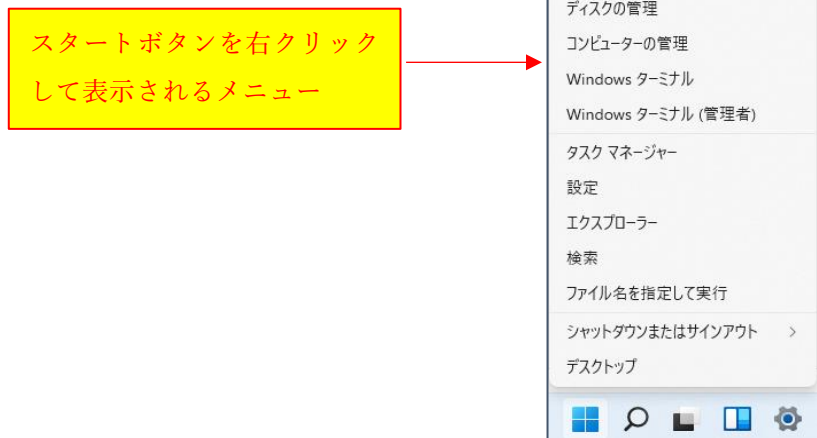 スタートボタンを右クリック
して表示されるメニュー
ディスクの管理
コンピューターの管理
Windows ターミナル
Windows ターミナル (管理者)
タスク マネージャー
設定
エクスプローラー
検索
ファイル名を指定して実行
シャットダウンまたはサインアウト
デスクトップ